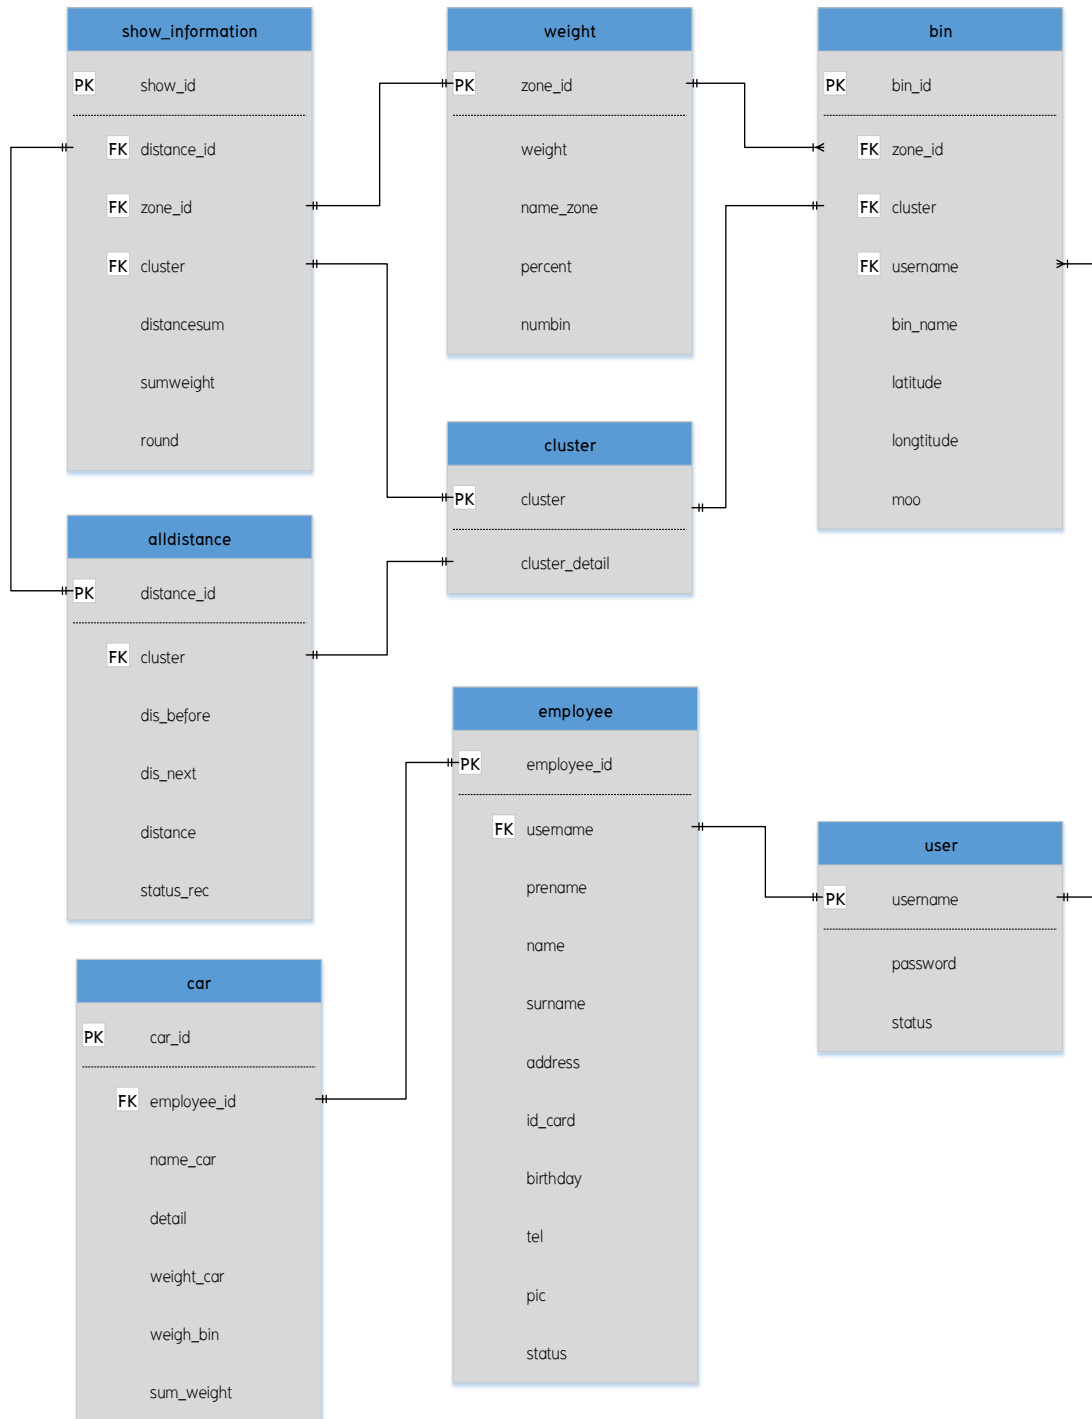 show_information
PK show_id
FK distance_id
FK zone_id
FK cluster
distancesum
sumweight
round
weight
PK zone_id
weight
name_zone
percent
numbin
bin
PK bin_id
FK zone_id
FK cluster
FK username
bin_name
latitude
longtitude
moo
cluster
PK cluster
cluster_detail
alldistance
PK distance_id
FK cluster
dis_before
dis_next
distance
status_rec
employee
PK employee_id
FK username
prename
name
surname
address
id_card
birthday
tel
pic
status
user
PK username
password
status
car
PK car_id
FK employee_id
name_car
detail
weight_car
weigh_bin
sum_weight